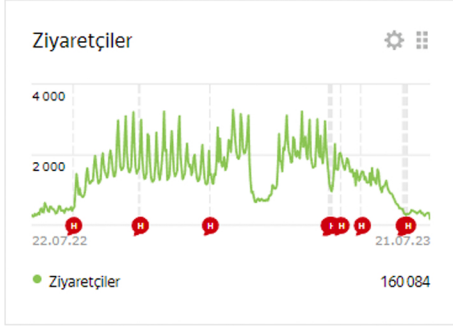 Ziyaretçiler
4 000
2 000
H H H H H H H
22.07.22 21.07.23
Ziyaretçiler 160 084